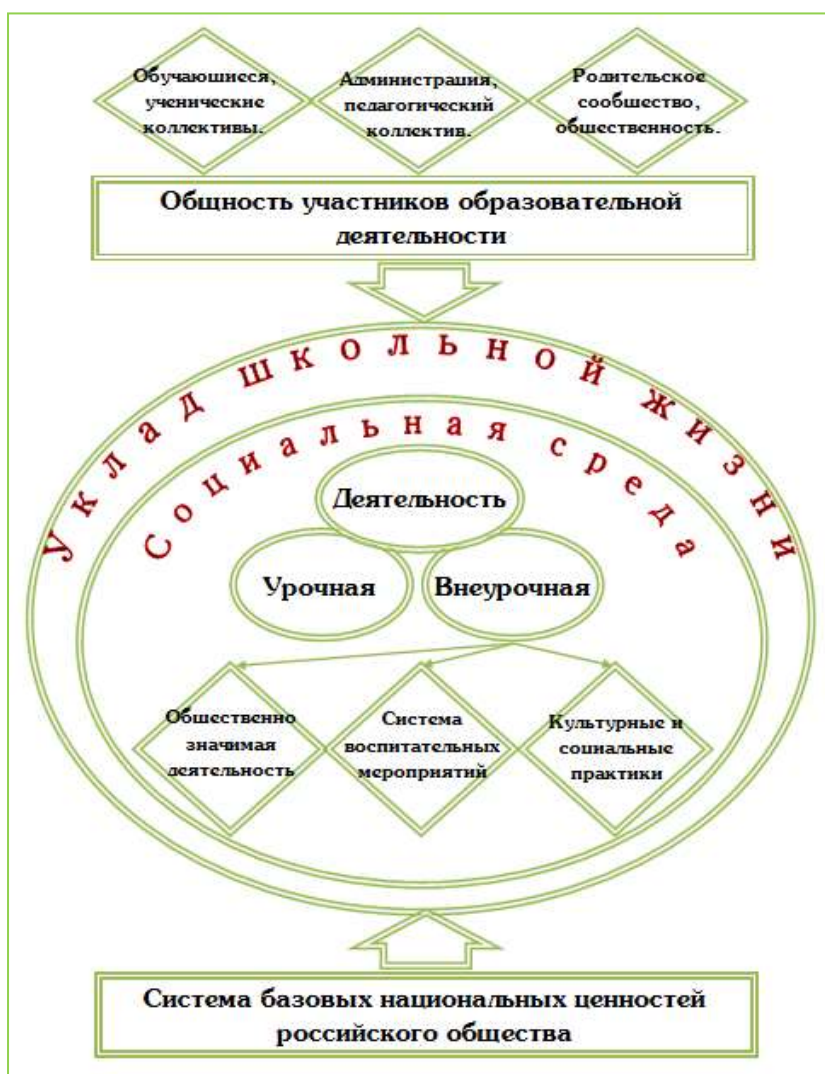 Обучающиеся,
ученические
коллективы.
Администрация,
педагогический
коллектив.
Родительское
сообщество,
общественность.
Общность участников образовательной
деятельности
Уклад школьной жизни
Социальная среда
Деятельность
Урочная
Внеурочная
Общественно
значимая
деятельность
Система
воспитательных
мероприятий
Культурные и
социальные
практики
Система базовых национальных ценностей
российского общества